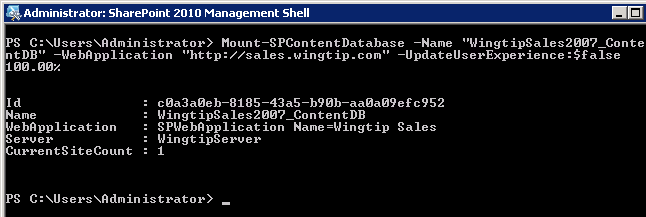 Administrator: SharePoint 2010 Management Shell
PS C:\Users\Administrator> Mount-SPContentDatabase -Name "WingtipSales2007_Conte
ntDB" -WebApplication "http://sales.wingtip.com" -UpdateUserExperience:$false
100.00%
Id : c0a3a0eb-8185-43a5-b90b-aa0a09efc952
Name : WingtipSales2007_ContentDB
WebApplication : SPWebApplication Name=Wingtip Sales
Server : WingtipServer
CurrentSiteCount : 1
PS C:\Users\Administrator> _